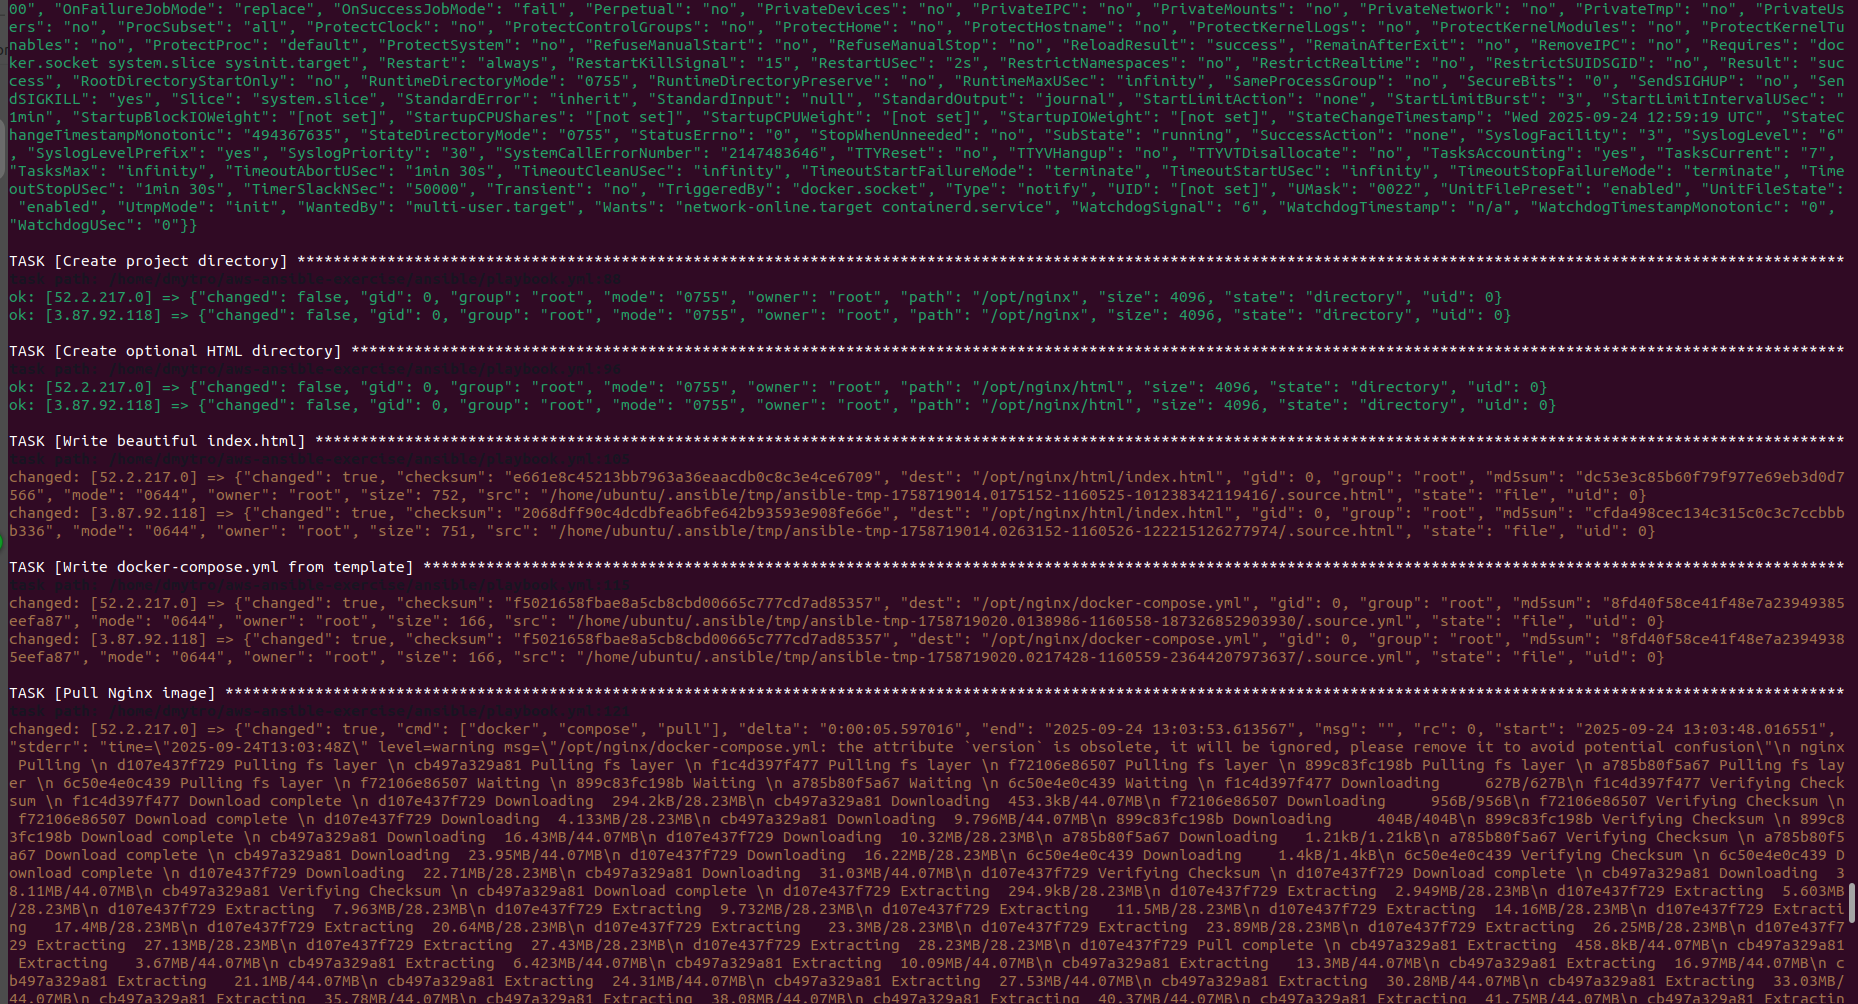 00", "OnFailureJobMode": "replace", "OnSuccessJobMode": "fail", "Perpetual": "no", "PrivateDevices": "no", "PrivateIPC": "no", "PrivateMounts": "no", "PrivateNetwork": "no", "PrivateTmp": "no", "PrivateUs
ers": "no", "ProcSubset": "all", "ProtectClock": "no", "ProtectControlGroups": "no", "ProtectHome": "no", "ProtectHostname": "no", "ProtectKernelLogs": "no", "ProtectKernelModules": "no", "ProtectKernelTu
nables": "no", "ProtectProc": "default", "ProtectSystem": "no", "RefuseManualStart": "no", "RefuseManualStop": "no", "ReloadResult": "success", "RemainAfterExit": "no", "RemoveIPC": "no", "Requires": "doc
ker.socket system.slice sysinit.target", "Restart": "always", "RestartKillSignal": "15", "RestartUSec": "2s", "RestrictNamespaces": "no", "RestrictRealtime": "no", "RestrictSUIDSGID": "no", "Result": "suc
cess", "RootDirectoryStartOnly": "no", "RuntimeDirectoryMode": "0755", "RuntimeDirectoryPreserve": "no", "RuntimeMaxUSec": "infinity", "SameProcessGroup": "no", "SecureBits": "0", "SendSIGHUP": "no", "Sen
dSIGKILL": "yes", "Slice": "system.slice", "StandardError": "inherit", "StandardInput": "null", "StandardOutput": "journal", "StartLimitAction": "none", "StartLimitBurst": "3", "StartLimitIntervalUSec": "
1min", "StartupBlockIOWeight": "[not set]", "StartupCPUShares": "[not set]", "StartupCPUWeight": "[not set]", "StartupIOWeight": "[not set]", "StateChangeTimestamp": "Wed 2025-09-24 12:59:19 UTC", "StateC
hangeTimestampMonotonic": "494367635", "StateDirectoryMode": "0755", "StatusErrno": "0", "StopWhenUnneeded": "no", "SubState": "running", "SuccessAction": "none", "SyslogFacility": "3", "SyslogLevel": "6"
, "SyslogLevelPrefix": "yes", "SyslogPriority": "30", "SystemCallErrorNumber": "2147483646", "TTYReset": "no", "TTYVHangup": "no", "TTYVTDisallocate": "no", "TasksAccounting": "yes", "TasksCurrent": "7",
"TasksMax": "infinity", "TimeoutAbortUSec": "1min 30s", "TimeoutCleanUSec": "infinity", "TimeoutStartFailureMode": "terminate", "TimeoutStartUSec": "infinity", "TimeoutStopFailureMode": "terminate", "Time
outStopUSec": "1min 30s", "TimerSlackNSec": "50000", "Transient": "no", "TriggeredBy": "docker.socket", "Type": "notify", "UID": "[not set]", "UMask": "0022", "UnitFilePreset": "enabled", "UnitFileState":
"enabled", "UtmpMode": "init", "WantedBy": "multi-user.target", "Wants": "network-online.target containerd.service", "WatchdogSignal": "6", "WatchdogTimestamp": "n/a", "WatchdogTimestampMonotonic": "0",
"WatchdogUSec": "0"}}
TASK [Create project directory] ****************************************************************************************************************************************************************************
ok: [52.2.217.0] => {"changed": false, "gid": 0, "group": "root", "mode": "0755", "owner": "root", "path": "/opt/nginx", "size": 4096, "state": "directory", "uid": 0}
ok: [3.87.92.118] => {"changed": false, "gid": 0, "group": "root", "mode": "0755", "owner": "root", "path": "/opt/nginx", "size": 4096, "state": "directory", "uid": 0}
TASK [Create optional HTML directory] **********************************************************************************************************************************************************************
ok: [52.2.217.0] => {"changed": false, "gid": 0, "group": "root", "mode": "0755", "owner": "root", "path": "/opt/nginx/html", "size": 4096, "state": "directory", "uid": 0}
ok: [3.87.92.118] => {"changed": false, "gid": 0, "group": "root", "mode": "0755", "owner": "root", "path": "/opt/nginx/html", "size": 4096, "state": "directory", "uid": 0}
TASK [Write beautiful index.html] **************************************************************************************************************************************************************************
changed: [52.2.217.0] => {"changed": true, "checksum": "e661e8c45213bb7963a36eaacdb0c8c3e4ce6709", "dest": "/opt/nginx/html/index.html", "gid": 0, "group": "root", "md5sum": "dc53e3c85b60f79f977e69eb3d0d7
566", "mode": "0644", "owner": "root", "size": 752, "src": "/home/ubuntu/.ansible/tmp/ansible-tmp-1758719014.0175152-1160525-101238342119416/.source.html", "state": "file", "uid": 0}
changed: [3.87.92.118] => {"changed": true, "checksum": "2068dff90c4dcdbfea6bfe642b93593e908fe66e", "dest": "/opt/nginx/html/index.html", "gid": 0, "group": "root", "md5sum": "cfda498cec134c315c0c3c7ccbbb
b336", "mode": "0644", "owner": "root", "size": 751, "src": "/home/ubuntu/.ansible/tmp/ansible-tmp-1758719014.0263152-1160526-122215126277974/.source.html", "state": "file", "uid": 0}
TASK [Write docker-compose.yml from template] **************************************************************************************************************************************************************
changed: [52.2.217.0] => {"changed": true, "checksum": "f5021658fbae8a5cb8cbd00665c777cd7ad85357", "dest": "/opt/nginx/docker-compose.yml", "gid": 0, "group": "root", "md5sum": "8fd40f58ce41f48e7a23949385
eefa87", "mode": "0644", "owner": "root", "size": 166, "src": "/home/ubuntu/.ansible/tmp/ansible-tmp-1758719020.0138986-1160558-187326852903930/.source.yml", "state": "file", "uid": 0}
changed: [3.87.92.118] => {"changed": true, "checksum": "f5021658fbae8a5cb8cbd00665c777cd7ad85357", "dest": "/opt/nginx/docker-compose.yml", "gid": 0, "group": "root", "md5sum": "8fd40f58ce41f48e7a2394938
5eefa87", "mode": "0644", "owner": "root", "size": 166, "src": "/home/ubuntu/.ansible/tmp/ansible-tmp-1758719020.0217428-1160559-23644207973637/.source.yml", "state": "file", "uid": 0}
TASK [Pull Nginx image] ************************************************************************************************************************************************************************************
changed: [52.2.217.0] => {"changed": true, "cmd": ["docker", "compose", "pull"], "delta": "0:00:05.597016", "end": "2025-09-24 13:03:53.613567", "msg": "", "rc": 0, "start": "2025-09-24 13:03:48.016551",
"stderr": "time=\"2025-09-24T13:03:48Z\" level=warning msg=\"/opt/nginx/docker-compose.yml: the attribute `version` is obsolete, it will be ignored, please remove it to avoid potential confusion\"\n nginx
Pulling \n d107e437f729 Pulling fs layer \n cb497a329a81 Pulling fs layer \n f1c4d397f477 Pulling fs layer \n f72106e86507 Pulling fs layer \n 899c83fc198b Pulling fs layer \n a785b80f5a67 Pulling fs lay
er \n 6c50e4e0c439 Pulling fs layer \n f72106e86507 Waiting \n 899c83fc198b Waiting \n a785b80f5a67 Waiting \n 6c50e4e0c439 Waiting \n f1c4d397f477 Downloading     627B/627B\n f1c4d397f477 Verifying Check
sum \n f1c4d397f477 Download complete \n d107e437f729 Downloading  294.2kB/28.23MB\n cb497a329a81 Downloading  453.3kB/44.07MB\n f72106e86507 Downloading     956B/956B\n f72106e86507 Verifying Checksum \n
f72106e86507 Download complete \n d107e437f729 Downloading  4.133MB/28.23MB\n cb497a329a81 Downloading  9.796MB/44.07MB\n 899c83fc198b Downloading     404B/404B\n 899c83fc198b Verifying Checksum \n 899c8
3fc198b Download complete \n cb497a329a81 Downloading  16.43MB/44.07MB\n d107e437f729 Downloading  10.32MB/28.23MB\n a785b80f5a67 Downloading   1.21kB/1.21kB\n a785b80f5a67 Verifying Checksum \n a785b80f5
a67 Download complete \n cb497a329a81 Downloading  23.95MB/44.07MB\n d107e437f729 Downloading  16.22MB/28.23MB\n 6c50e4e0c439 Downloading    1.4kB/1.4kB\n 6c50e4e0c439 Verifying Checksum \n 6c50e4e0c439 D
ownload complete \n d107e437f729 Downloading  22.71MB/28.23MB\n cb497a329a81 Downloading  31.03MB/44.07MB\n d107e437f729 Verifying Checksum \n d107e437f729 Download complete \n cb497a329a81 Downloading  3
8.11MB/44.07MB\n cb497a329a81 Verifying Checksum \n cb497a329a81 Download complete \n d107e437f729 Extracting  294.9kB/28.23MB\n d107e437f729 Extracting  2.949MB/28.23MB\n d107e437f729 Extracting  5.603MB
/28.23MB\n d107e437f729 Extracting  7.963MB/28.23MB\n d107e437f729 Extracting  9.732MB/28.23MB\n d107e437f729 Extracting   11.5MB/28.23MB\n d107e437f729 Extracting  14.16MB/28.23MB\n d107e437f729 Extracti
ng   17.4MB/28.23MB\n d107e437f729 Extracting  20.64MB/28.23MB\n d107e437f729 Extracting   23.3MB/28.23MB\n d107e437f729 Extracting  23.89MB/28.23MB\n d107e437f729 Extracting  26.25MB/28.23MB\n d107e437f7
29 Extracting  27.13MB/28.23MB\n d107e437f729 Extracting  27.43MB/28.23MB\n d107e437f729 Extracting  28.23MB/28.23MB\n d107e437f729 Pull complete \n cb497a329a81 Extracting  458.8kB/44.07MB\n cb497a329a81
Extracting   3.67MB/44.07MB\n cb497a329a81 Extracting  6.423MB/44.07MB\n cb497a329a81 Extracting  10.09MB/44.07MB\n cb497a329a81 Extracting   13.3MB/44.07MB\n cb497a329a81 Extracting  16.97MB/44.07MB\n c
b497a329a81 Extracting   21.1MB/44.07MB\n cb497a329a81 Extracting  24.31MB/44.07MB\n cb497a329a81 Extracting  27.53MB/44.07MB\n cb497a329a81 Extracting  30.28MB/44.07MB\n cb497a329a81 Extracting  33.03MB/
44.07MB\n cb497a329a81 Extracting  35.78MB/44.07MB\n cb497a329a81 Extracting  38.08MB/44.07MB\n cb497a329a81 Extracting  40.37MB/44.07MB\n cb497a329a81 Extracting  41.75MB/44.07MB\n